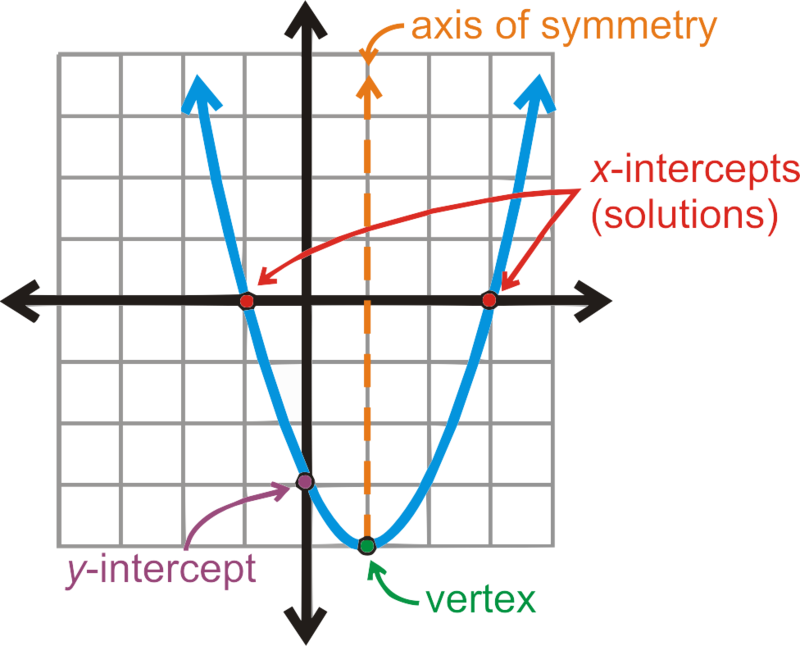 axis of symmetry
x-intercepts
(solutions)
y-intercept
vertex